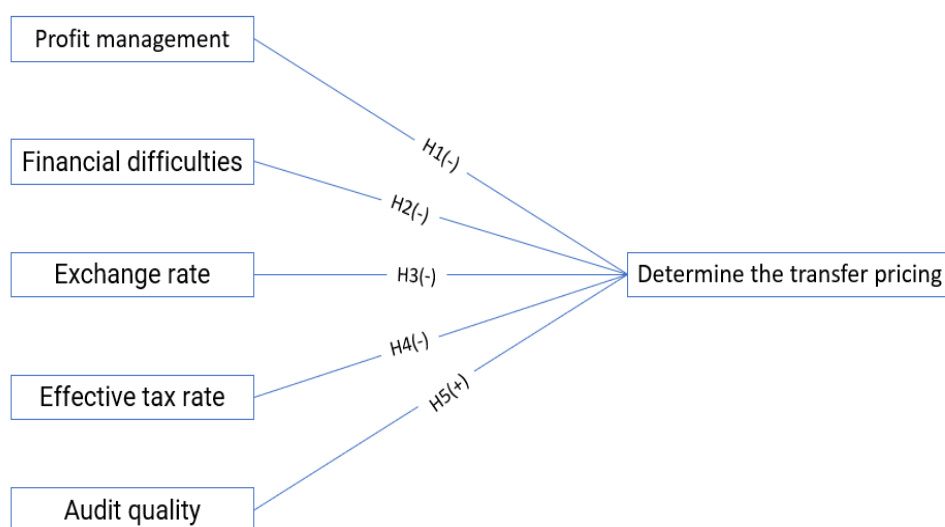 Profit management
H1(-)
Financial difficulties
H2(-)
Exchange rate
H3(-)
Determine the transfer pricing
H4(-)
Effective tax rate
H5(+)
Audit quality